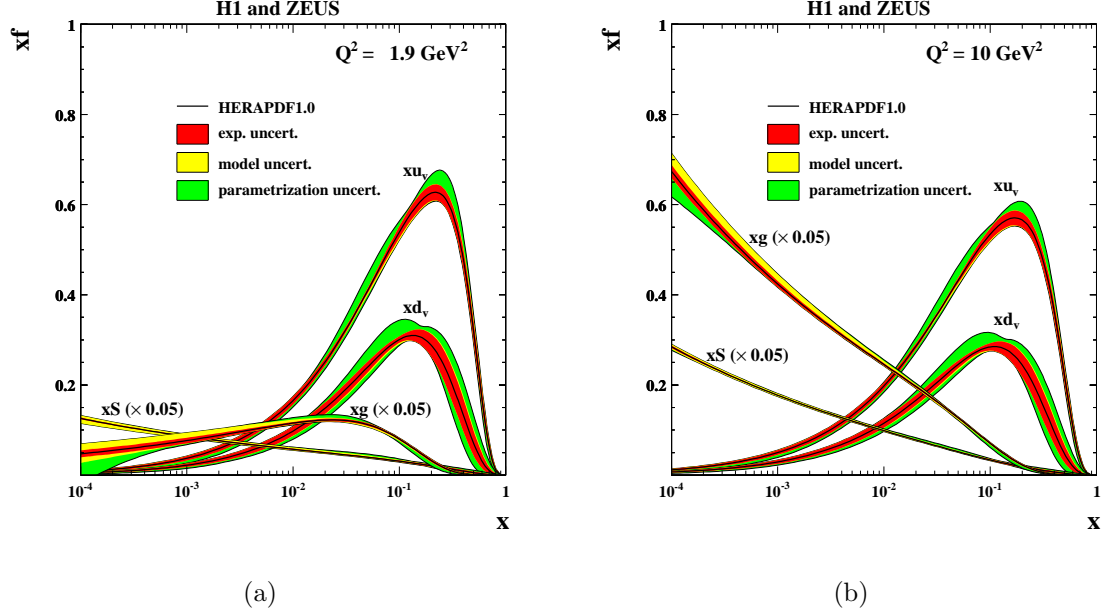 H1 and ZEUS
xf
1
0.8
0.6
0.4
0.2
Q² = 1.9 GeV²
HERAPDF1.0
exp. uncert.
model uncert.
parametrization uncert.
xuᵥ
xdᵥ
xS (× 0.05)
xg (× 0.05)
10⁻⁴ 10⁻³ 10⁻² 10⁻¹ 1
x
(a)
H1 and ZEUS
xf
1
0.8
0.6
0.4
0.2
Q² = 10 GeV²
HERAPDF1.0
exp. uncert.
model uncert.
parametrization uncert.
xuᵥ
xg (× 0.05)
xdᵥ
xS (× 0.05)
10⁻⁴ 10⁻³ 10⁻² 10⁻¹ 1
x
(b)